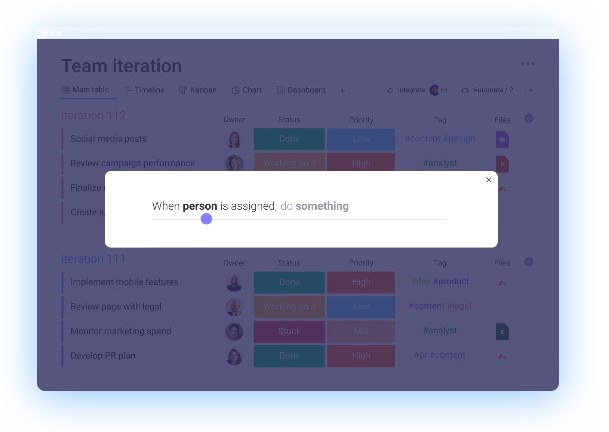 Team iteration
Main table Timeline Kanban Chart Dashboard + Integrate Automate / 2
Iteration 112 Owner Status Priority Tag Files
Social media posts Done Low #content #design
Review campaign performance Working on it High #analyst
Finalize
Create
When person is assigned, do something
Iteration 111 Owner Status Priority Tag Files
Implement mobile features Done High #dev #product
Review page with legal Working on it Low #content #legal
Monitor marketing spend Stuck Mid #analyst
Develop PR plan Done High #pr #content